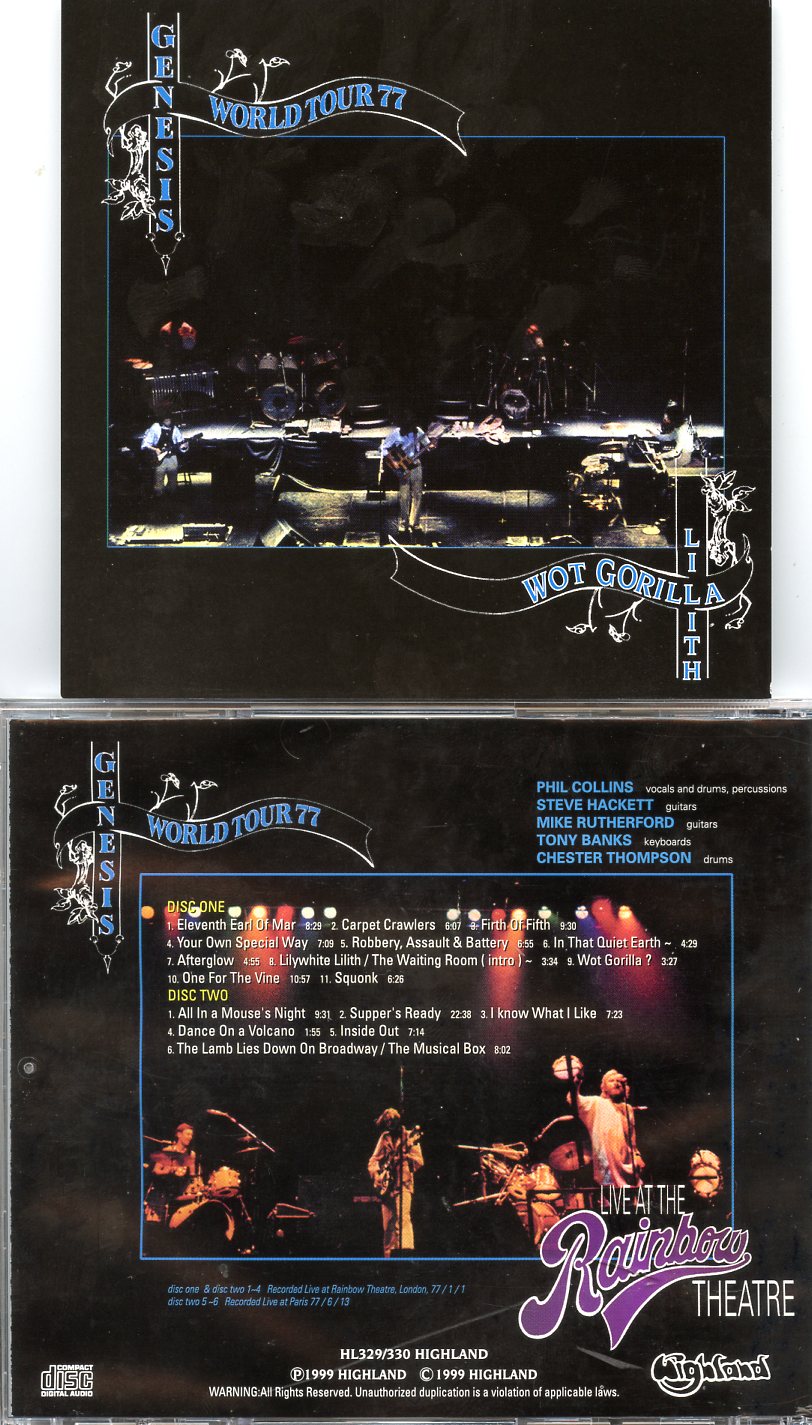 GENESIS
WORLD TOUR 77
WOT GORILLA
LILLITH
GENESIS
WORLD TOUR 77
PHIL COLLINS vocals and drums, percussions
STEVE HACKETT guitars
MIKE RUTHERFORD guitars
TONY BANKS keyboards
CHESTER THOMPSON drums
DISC ONE
1. Eleventh Earl Of Mar 8:29 2. Carpet Crawlers 6:07 3. Firth Of Fifth 9:30
4. Your Own Special Way 7:09 5. Robbery, Assault & Battery 6:55 6. In That Quiet Earth ~ 4:29
7. Afterglow 4:55 8. Lilywhite Lilith / The Waiting Room ( intro ) ~ 3:34 9. Wot Gorilla ? 3:27
10. One For The Vine 10:57 11. Squonk 6:26
DISC TWO
1. All In a Mouse's Night 9:31 2. Supper's Ready 22:38 3. I know What I Like 7:23
4. Dance On a Volcano 1:55 5. Inside Out 7:14
6. The Lamb Lies Down On Broadway / The Musical Box 8:02
LIVE AT THE
Rainbow
THEATRE
disc one & disc two 1~4 Recorded Live at Rainbow Theatre, London, 77 / 1 / 1
disc two 5~6 Recorded Live at Paris 77 / 6 / 13
HL329/330 HIGHLAND
Ⓟ1999 HIGHLAND ©1999 HIGHLAND
WARNING:All Rights Reserved. Unauthorized duplication is a violation of applicable laws.
COMPACT
disc
DIGITAL AUDIO
Highland